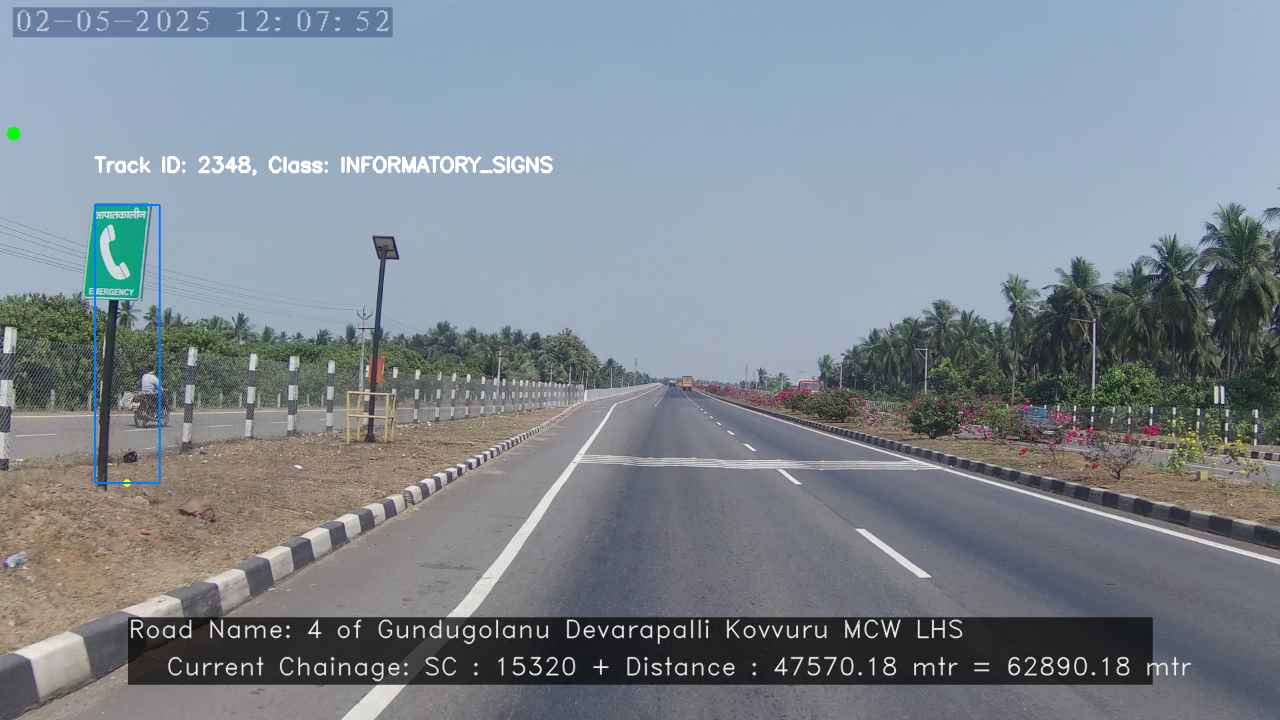 02-05-2025 12:07:52
Track ID: 2348, Class: INFORMATORY_SIGNS
आपातकालीन
EMERGENCY
Road Name: 4 of Gundugolanu Devarapalli Kovvuru MCW LHS
Current Chainage: SC : 15320 + Distance : 47570.18 mtr = 62890.18 mtr